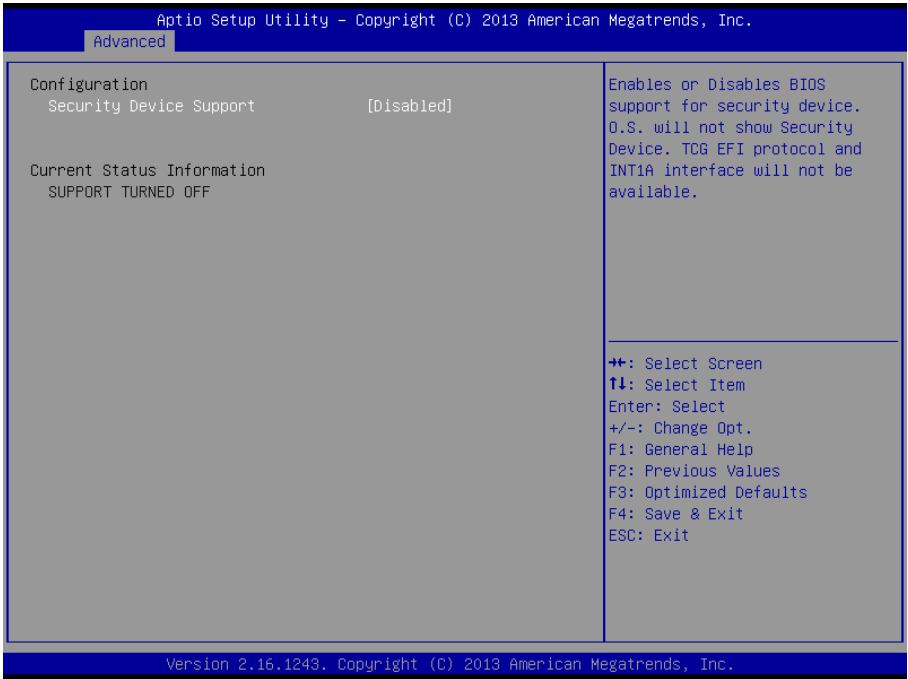 Aptio Setup Utility – Copyright (C) 2013 American Megatrends, Inc.
Advanced
Configuration
Security Device Support [Disabled]
Current Status Information
SUPPORT TURNED OFF
Enables or Disables BIOS
support for security device.
O.S. will not show Security
Device. TCG EFI protocol and
INT1A interface will not be
available.
→←: Select Screen
↑↓: Select Item
Enter: Select
+/-: Change Opt.
F1: General Help
F2: Previous Values
F3: Optimized Defaults
F4: Save & Exit
ESC: Exit
Version 2.16.1243. Copyright (C) 2013 American Megatrends, Inc.